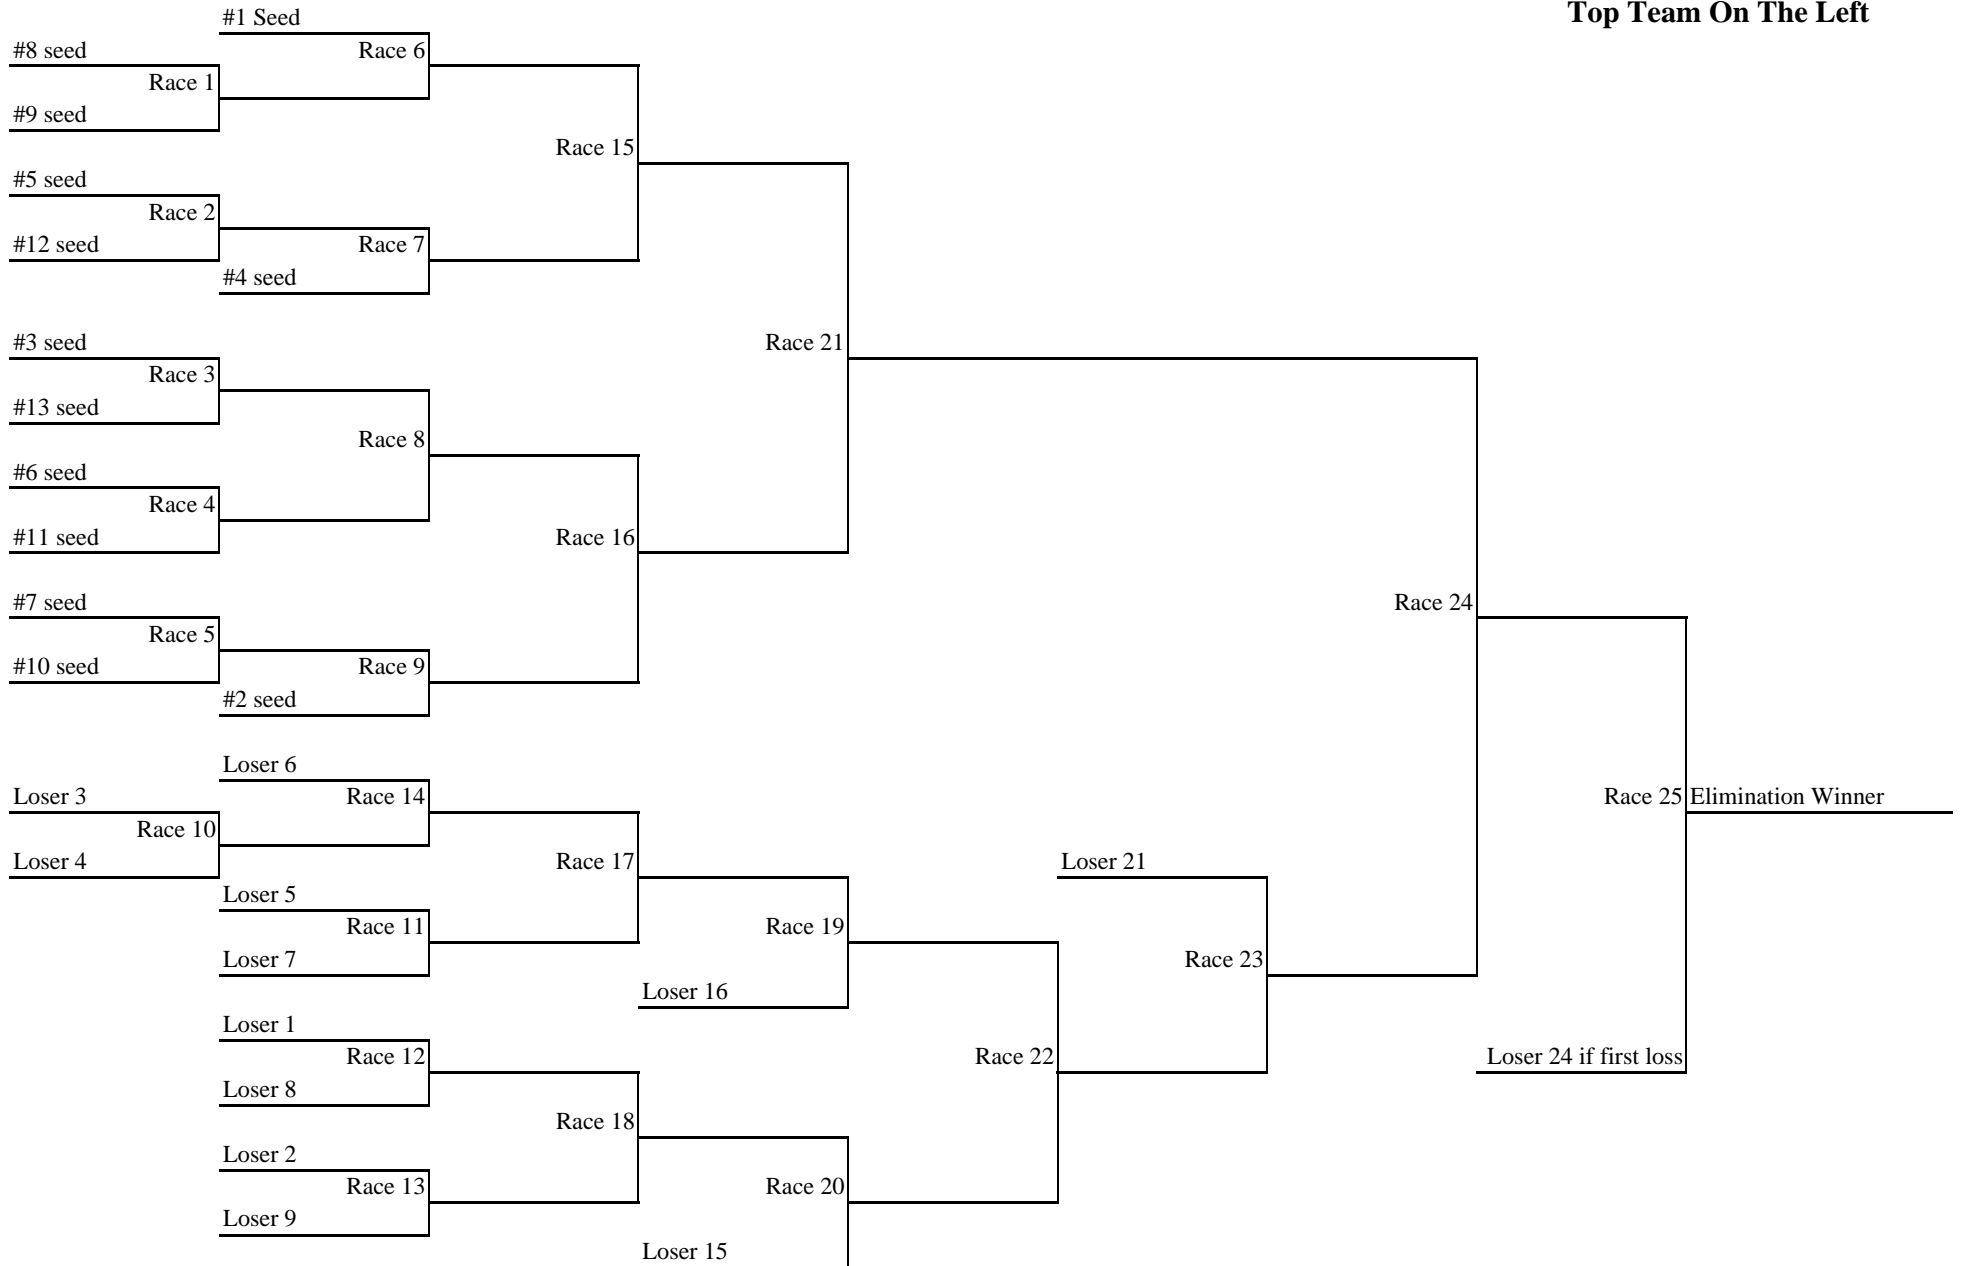 Top Team On The Left
#1 Seed
#8 seed
Race 6
Race 1
#9 seed
Race 15
#5 seed
Race 2
#12 seed
Race 7
#4 seed
#3 seed
Race 21
Race 3
#13 seed
Race 8
#6 seed
Race 4
#11 seed
Race 16
#7 seed
Race 24
Race 5
#10 seed
Race 9
#2 seed
Loser 6
Loser 3
Race 14
Race 25
Elimination Winner
Race 10
Loser 4
Race 17
Loser 21
Loser 5
Race 11
Race 19
Loser 7
Race 23
Loser 16
Loser 1
Race 12
Race 22
Loser 24 if first loss
Loser 8
Race 18
Loser 2
Race 13
Race 20
Loser 9
Loser 15